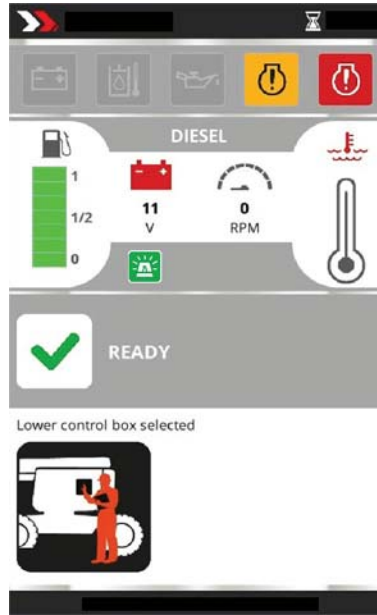 DIESEL
1
1/2
0
11
V
0
RPM
READY
Lower control box selected